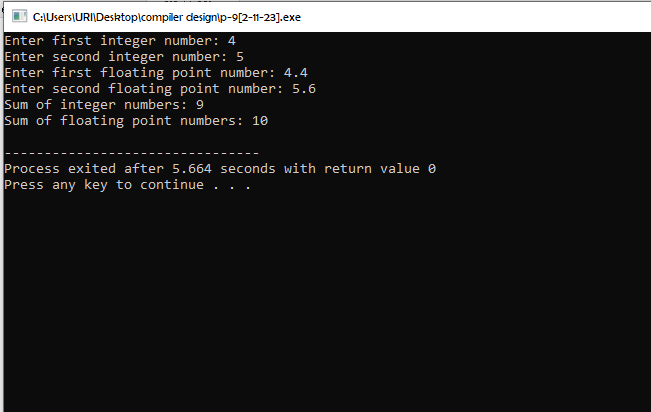 C:\Users\URI\Desktop\compiler design\p-9[2-11-23].exe
Enter first integer number: 4
Enter second integer number: 5
Enter first floating point number: 4.4
Enter second floating point number: 5.6
Sum of integer numbers: 9
Sum of floating point numbers: 10
--------------------------------
Process exited after 5.664 seconds with return value 0
Press any key to continue . . .